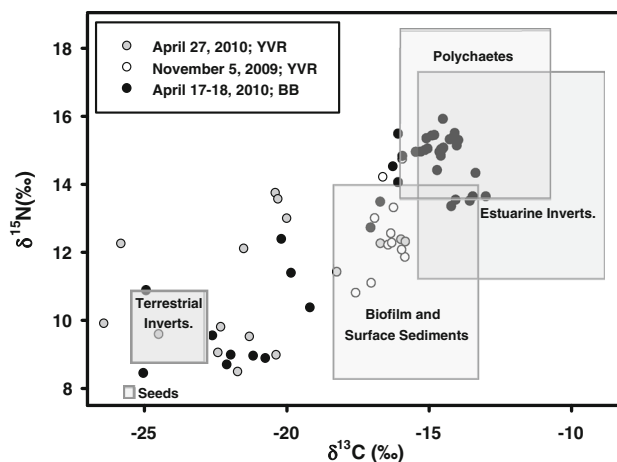 April 27, 2010; YVR
November 5, 2009; YVR
April 17-18, 2010; BB
Polychaetes
Estuarine Inverts.
Terrestrial
Inverts.
Biofilm and
Surface Sediments
Seeds
δ15N(‰)
18
16
14
12
10
8
-25 -20 -15 -10
δ13C (‰)